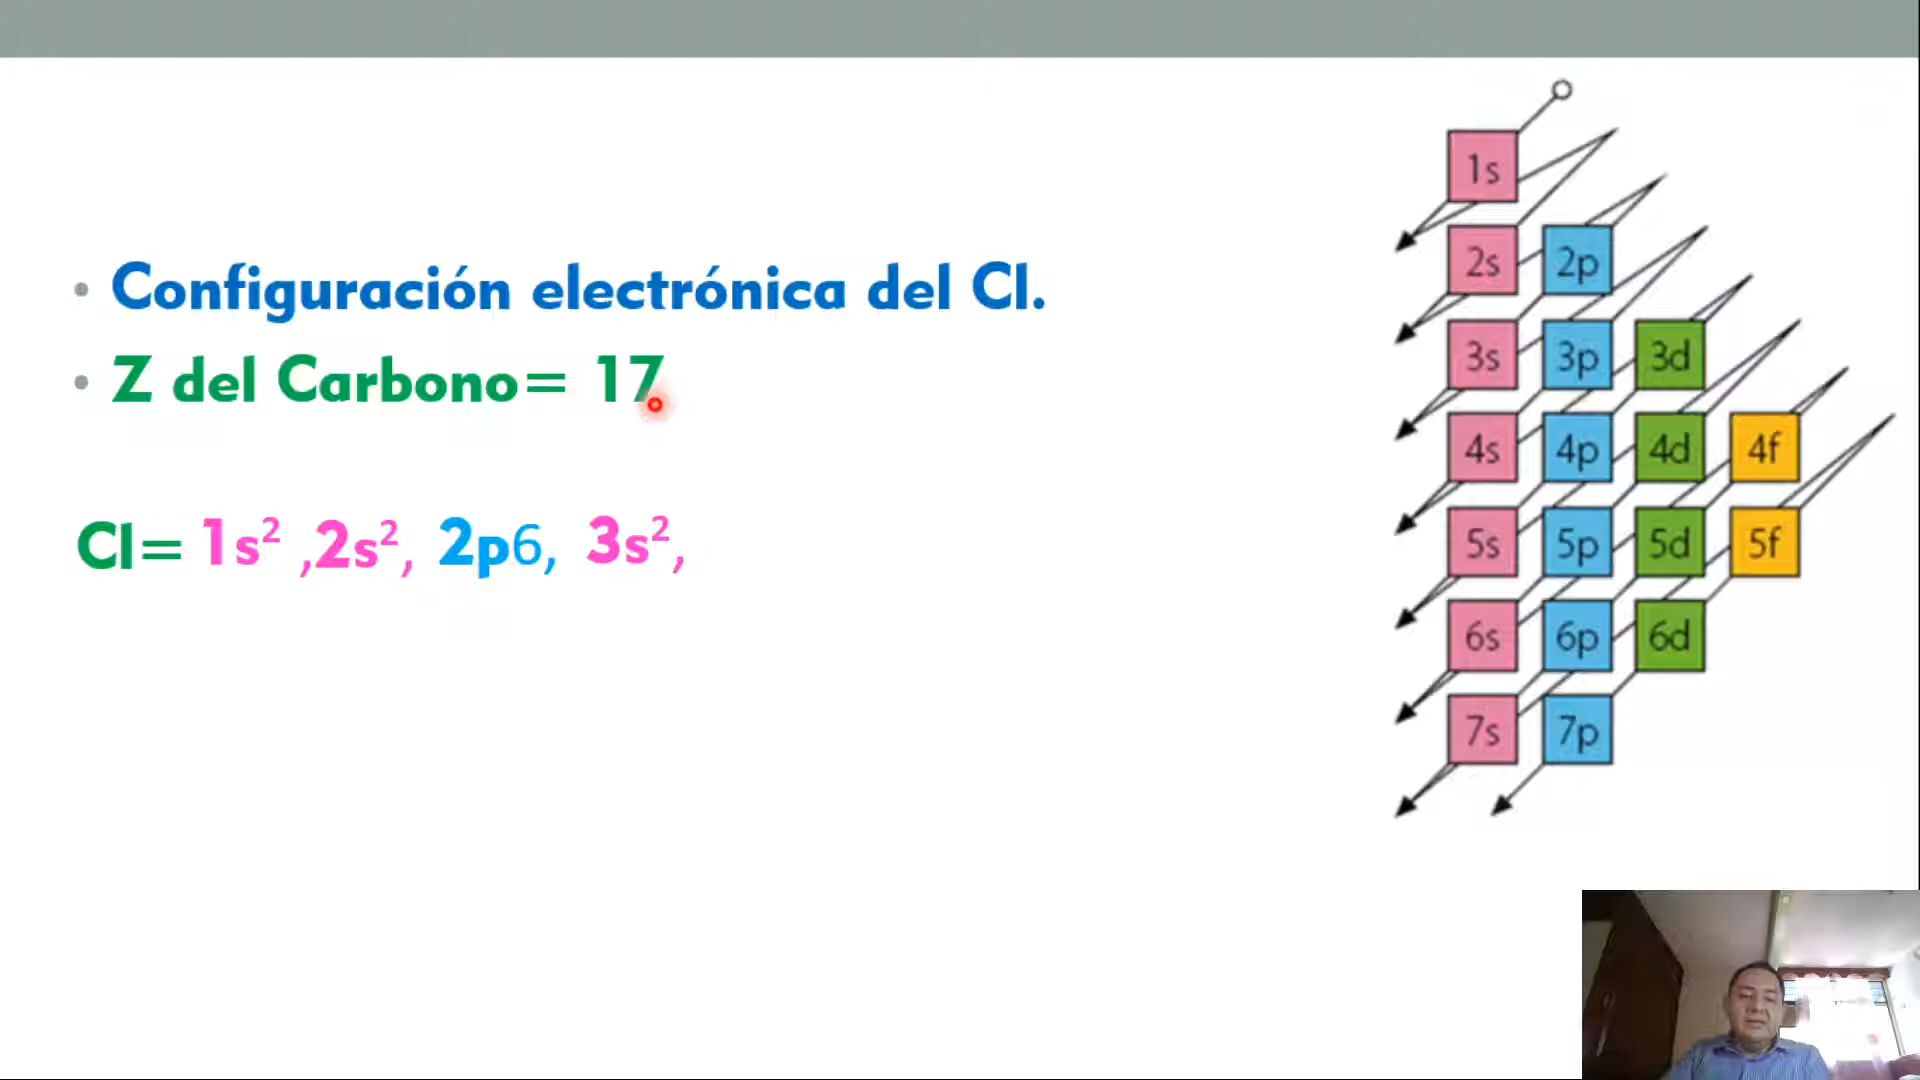 • Configuración electrónica del Cl.
• Z del Carbono= 17
Cl= 1s² ,2s², 2p6, 3s²,
1s
2s 2p
3s 3p 3d
4s 4p 4d 4f
5s 5p 5d 5f
6s 6p 6d
7s 7p